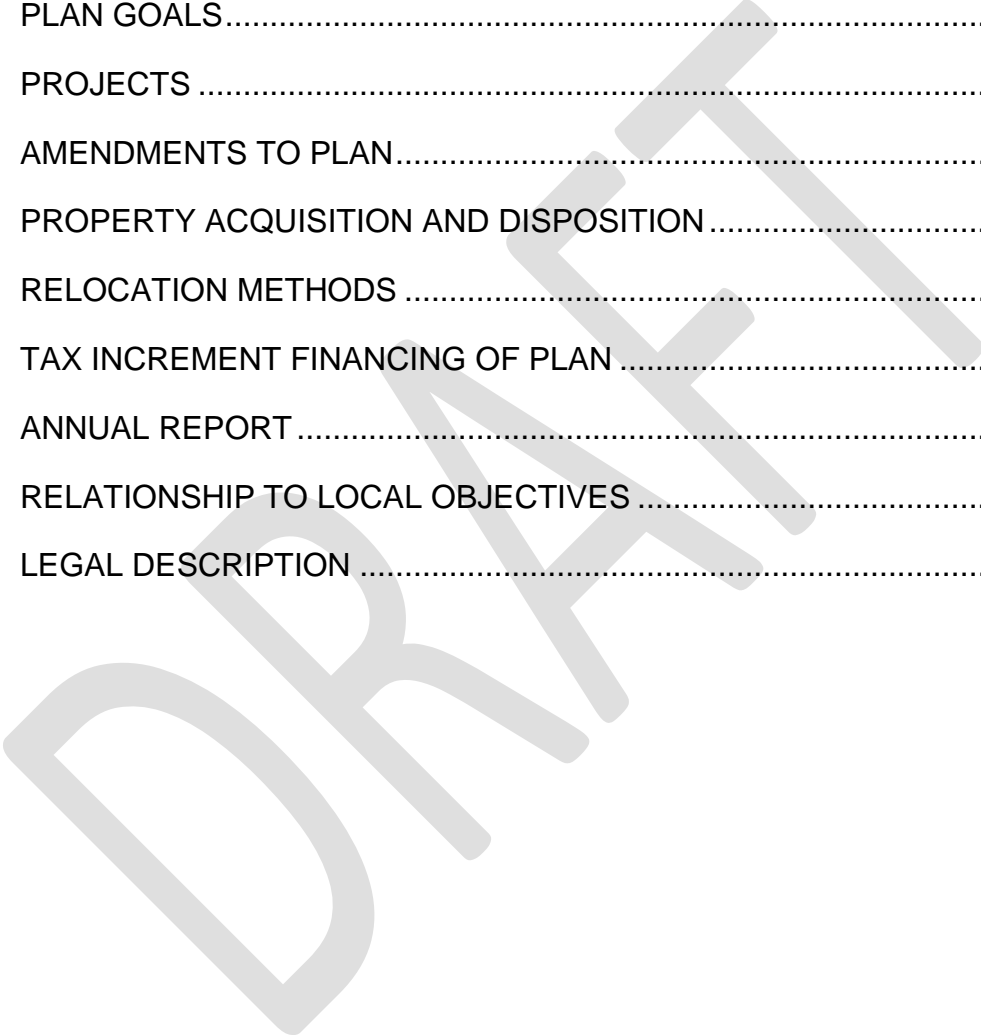 PLAN GOALS..........................................................................................
PROJECTS ............................................................................................
AMENDMENTS TO PLAN.....................................................................
PROPERTY ACQUISITION AND DISPOSITION...............................
RELOCATION METHODS ....................................................................
TAX INCREMENT FINANCING OF PLAN .........................................
ANNUAL REPORT.................................................................................
RELATIONSHIP TO LOCAL OBJECTIVES .......................................
LEGAL DESCRIPTION .........................................................................
DRAFT